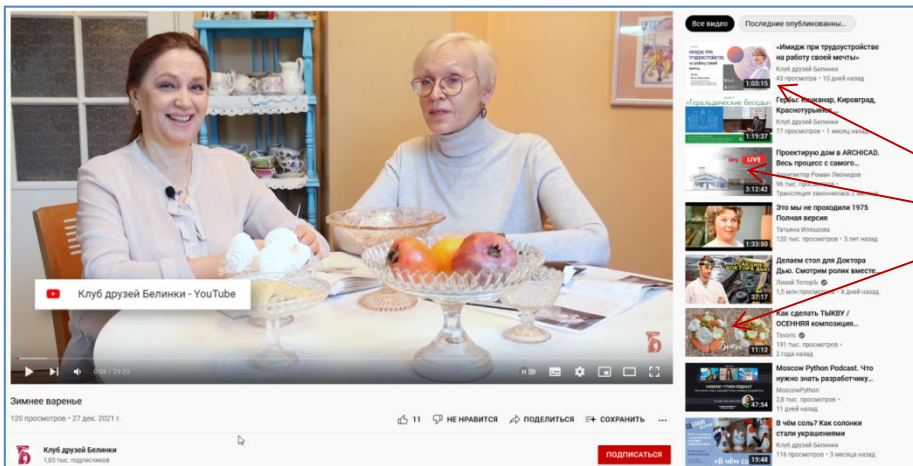 Клуб друзей Белинки - YouTube
0:06 / 29:20
Зимнее варенье
120 просмотров • 27 дек. 2021 г.
11 НЕ НРАВИТСЯ ПОДЕЛИТЬСЯ СОХРАНИТЬ ...
Клуб друзей Белинки
1,65 тыс. подписчиков
ПОДПИСАТЬСЯ
Все видео Последние опубликованны...
1:03:15
«Имидж при трудоустройстве
на работу своей мечты»
Клуб друзей Белинки
43 просмотра • 10 дней назад
«Геральдические беседы»
1:19:37
Гербы: Качканар, Кировград,
Краснотурьинск...
Клуб друзей Белинки
77 просмотров • 1 месяц назад
LIVE
3:12:42
Проектирую дом в ARCHICAD.
Весь процесс с самого...
Архитектор Роман Леонидов
96 тыс. просмотров •
Трансляция закончилась 2 месяца
1:33:50
Это мы не проходили 1975
Полная версия
Татьяна Илюшова
120 тыс. просмотров • 5 лет назад
37:17
Делаем стол для Доктора
Дью. Смотрим ролик вместе...
Лихой Топоръ
1,5 млн просмотров • 8 дней назад
11:12
Как сделать ТЫКВУ /
ОСЕННЯЯ композиция...
Tsvoric
191 тыс. просмотров •
2 года назад
47:54
Moscow Python Podcast. Что
нужно знать разработчику...
MoscowPython
2,8 тыс. просмотров •
11 дней назад
19:48
В чём соль? Как солонки
стали украшениями
Клуб друзей Белинки
116 просмотров • 3 месяца назад